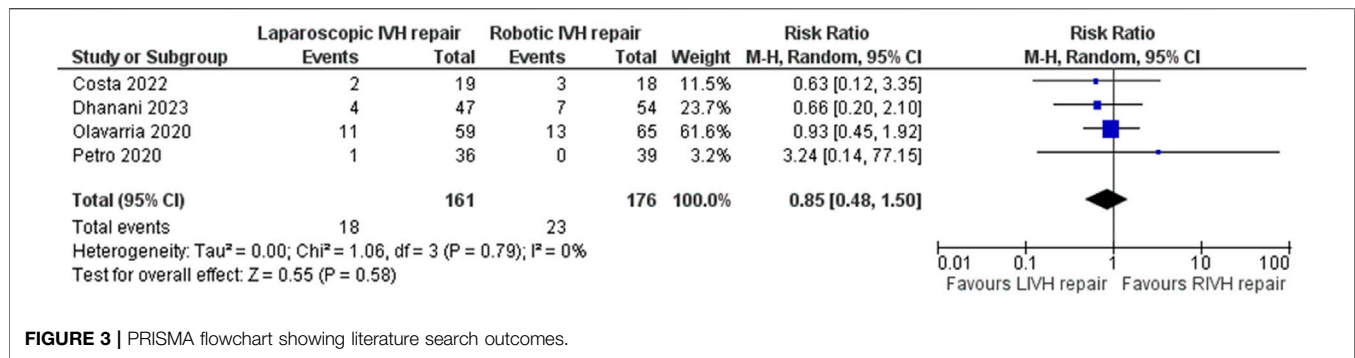 Laparoscopic IVH repair Robotic IVH repair Risk Ratio Risk Ratio
Study or Subgroup Events Total Events Total Weight M-H, Random, 95% CI M-H, Random, 95% CI
Costa 2022 2 19 3 18 11.5% 0.63 [0.12, 3.35]
Dhanani 2023 4 47 7 54 23.7% 0.66 [0.20, 2.10]
Olavarria 2020 11 59 13 65 61.6% 0.93 [0.45, 1.92]
Petro 2020 1 36 0 39 3.2% 3.24 [0.14, 77.15]
Total (95% CI) 161 176 100.0% 0.85 [0.48, 1.50]
Total events 18 23
Heterogeneity: Tau² = 0.00; Chi² = 1.06, df = 3 (P = 0.79); I² = 0%
Test for overall effect: Z = 0.55 (P = 0.58)
0.01 0.1 1 10 100
Favours LIVH repair Favours RIVH repair
FIGURE 3 | PRISMA flowchart showing literature search outcomes.